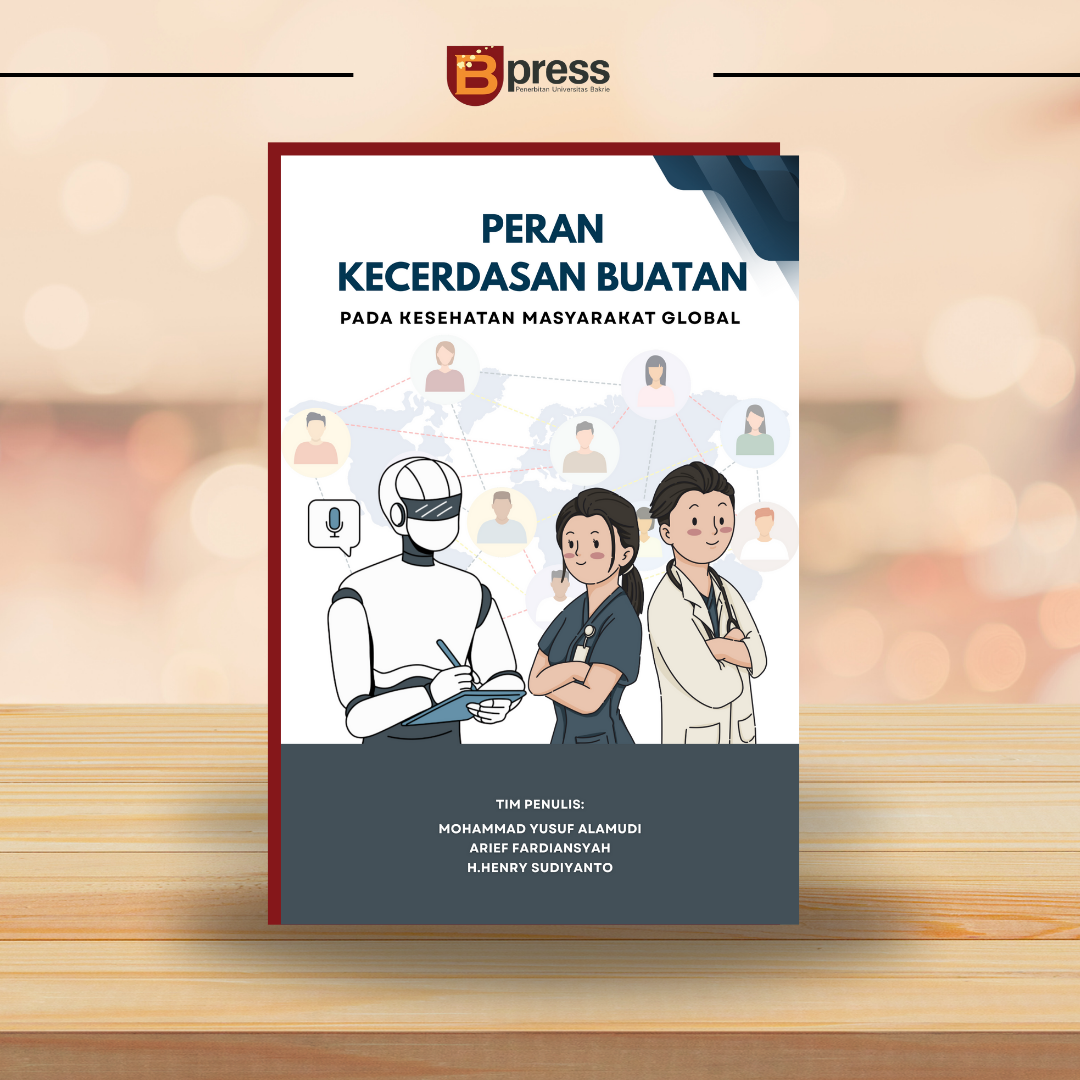 Bpress
Penerbitan Universitas Bakrie
PERAN
KECERDASAN BUATAN
PADA KESEHATAN MASYARAKAT GLOBAL
TIM PENULIS:
MOHAMMAD YUSUF ALAMUDI
ARIEF FARDIANSYAH
H.HENRY SUDIYANTO